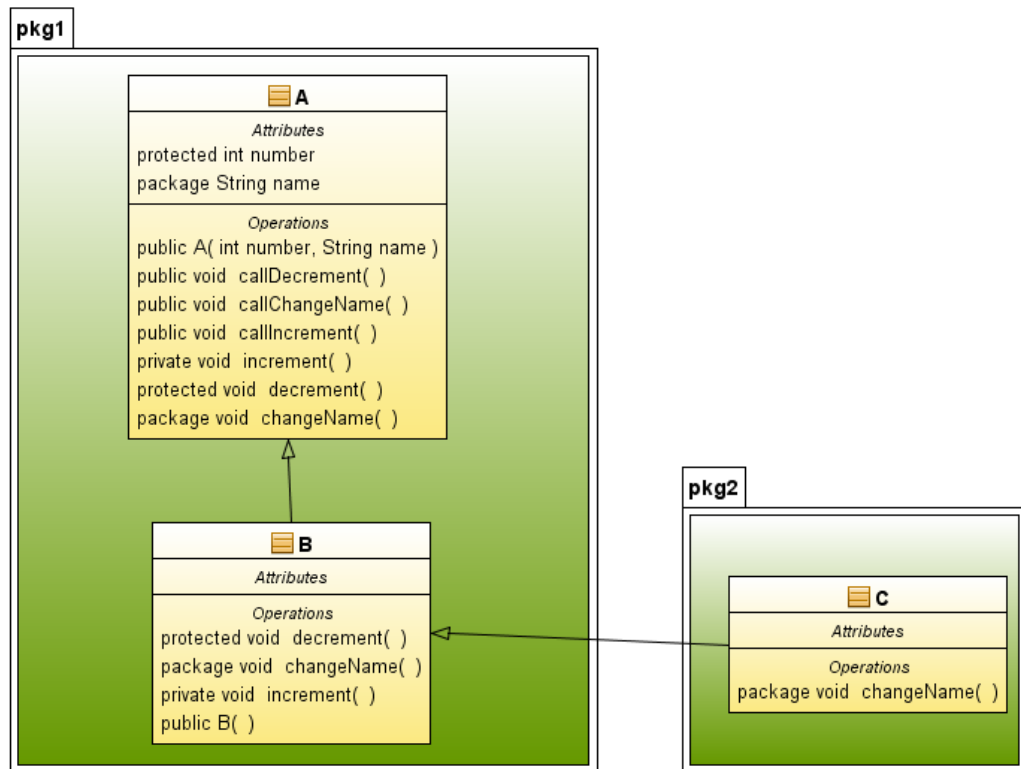 pkg1
A
Attributes
protected int number
package String name
Operations
public A( int number, String name )
public void callDecrement( )
public void callChangeName( )
public void callIncrement( )
private void increment( )
protected void decrement( )
package void changeName( )
B
Attributes
Operations
protected void decrement( )
package void changeName( )
private void increment( )
public B( )
pkg2
C
Attributes
Operations
package void changeName( )